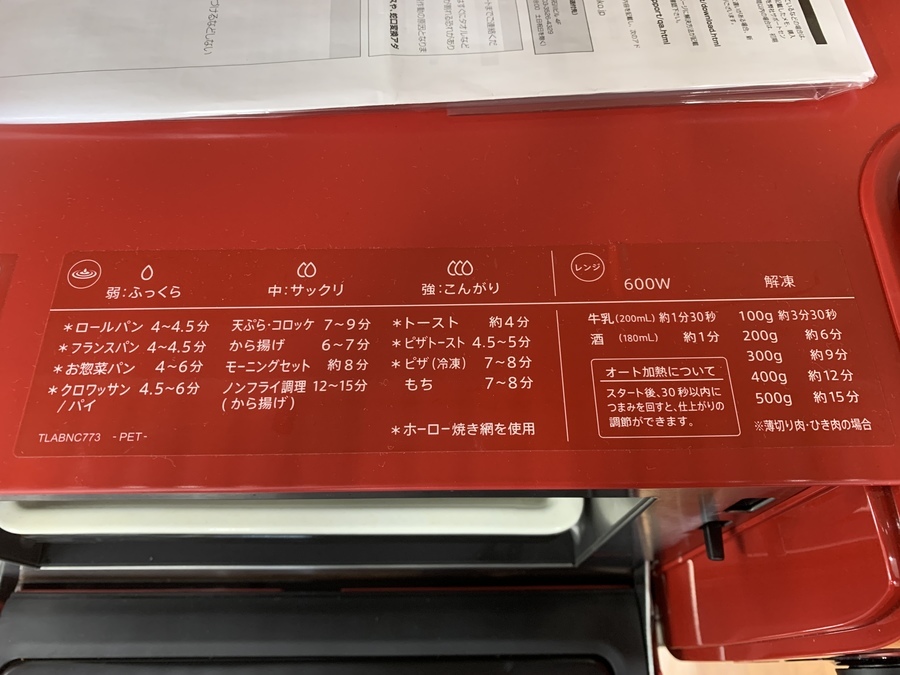 弱:ふっくら
中:サックリ
強:こんがり
＊ロールパン 4~4.5分
＊フランスパン 4~4.5分
＊お惣菜パン 4~6分
＊クロワッサン 4.5~6分
/パイ
天ぷら・コロッケ 7~9分
から揚げ 6~7分
モーニングセット 約8分
ノンフライ調理 12~15分
(から揚げ)
＊トースト 約4分
＊ピザトースト 4.5~5分
＊ピザ(冷凍) 7~8分
もち 7~8分
＊ホーロー焼き網を使用
TLABNC773 -PET-
レンジ
600W
解凍
牛乳(200mL) 約1分30秒
酒 (180mL) 約1分
オート加熱について
スタート後、30秒以内に
つまみを回すと、仕上がりの
調節ができます。
100g 約3分30秒
200g 約6分
300g 約9分
400g 約12分
500g 約15分
※薄切り肉・ひき肉の場合